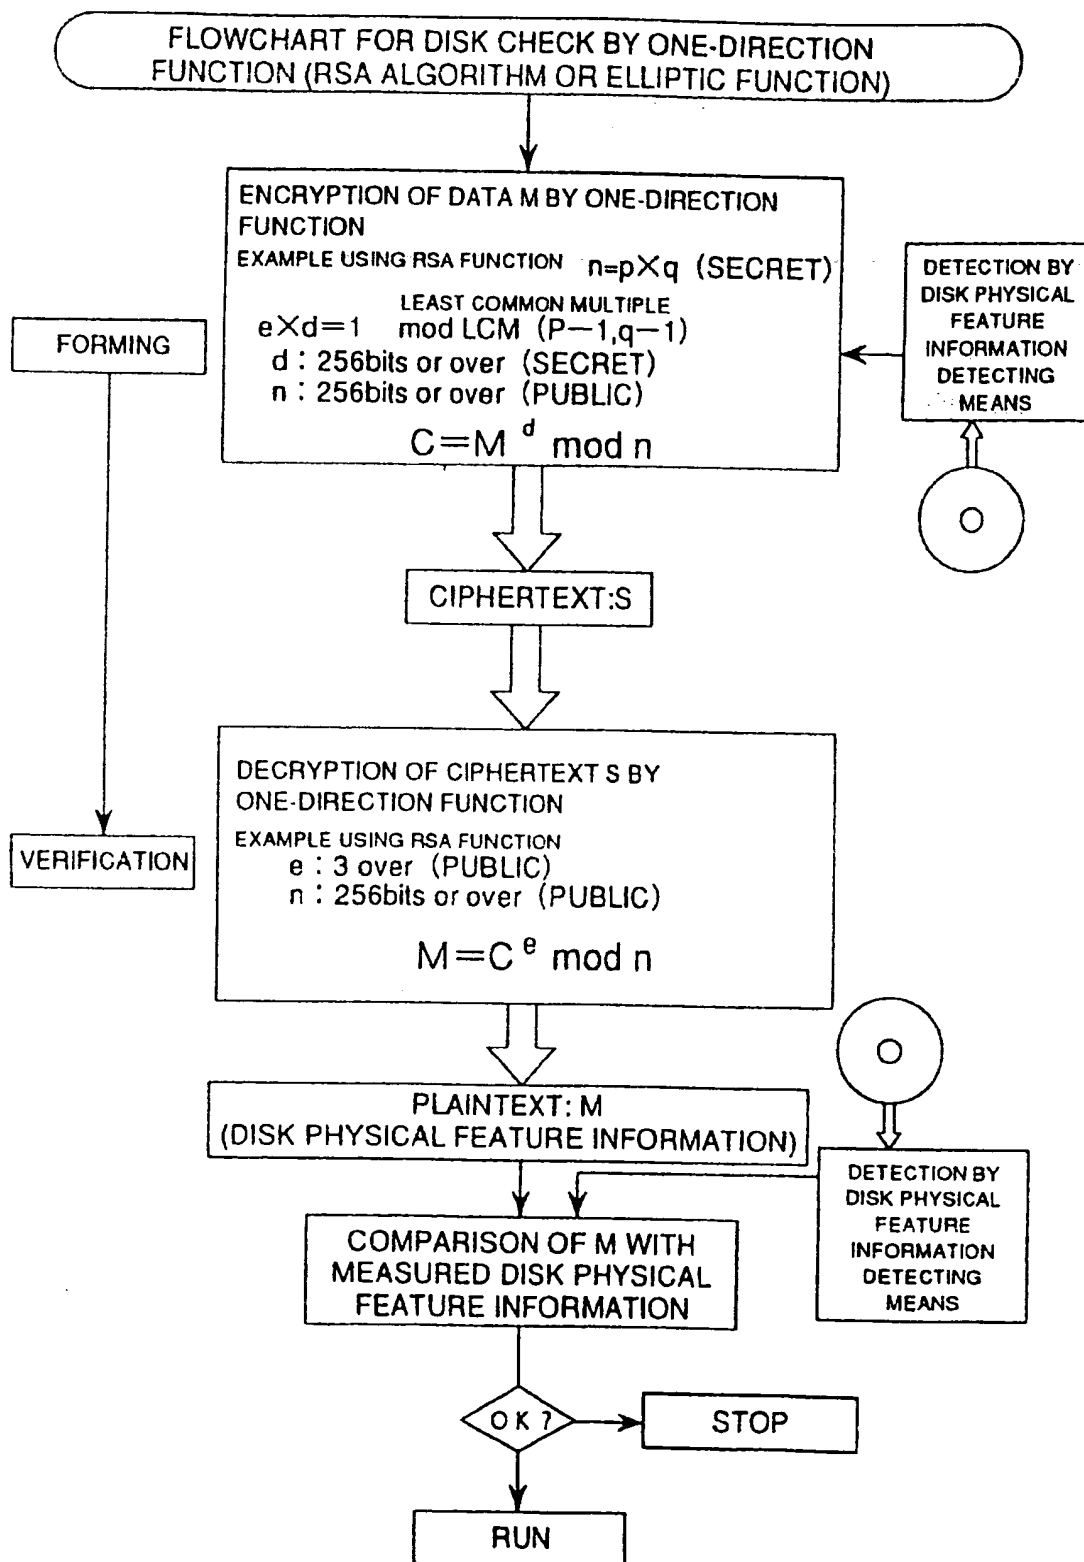 FLOWCHART FOR DISK CHECK BY ONE-DIRECTION
FUNCTION (RSA ALGORITHM OR ELLIPTIC FUNCTION)
ENCRYPTION OF DATA M BY ONE-DIRECTION
FUNCTION
EXAMPLE USING RSA FUNCTION n=p×q (SECRET)
LEAST COMMON MULTIPLE
e×d=1 mod LCM (P−1,q−1)
d : 256bits or over (SECRET)
n : 256bits or over (PUBLIC)
C=M^d mod n
DETECTION BY
DISK PHYSICAL
FEATURE
INFORMATION
DETECTING
MEANS
FORMING
CIPHERTEXT:S
DECRYPTION OF CIPHERTEXT S BY
ONE-DIRECTION FUNCTION
EXAMPLE USING RSA FUNCTION
e : 3 over (PUBLIC)
n : 256bits or over (PUBLIC)
M=C^e mod n
VERIFICATION
PLAINTEXT: M
(DISK PHYSICAL FEATURE INFORMATION)
DETECTION BY
DISK PHYSICAL
FEATURE
INFORMATION
DETECTING
MEANS
COMPARISON OF M WITH
MEASURED DISK PHYSICAL
FEATURE INFORMATION
OK?
STOP
RUN